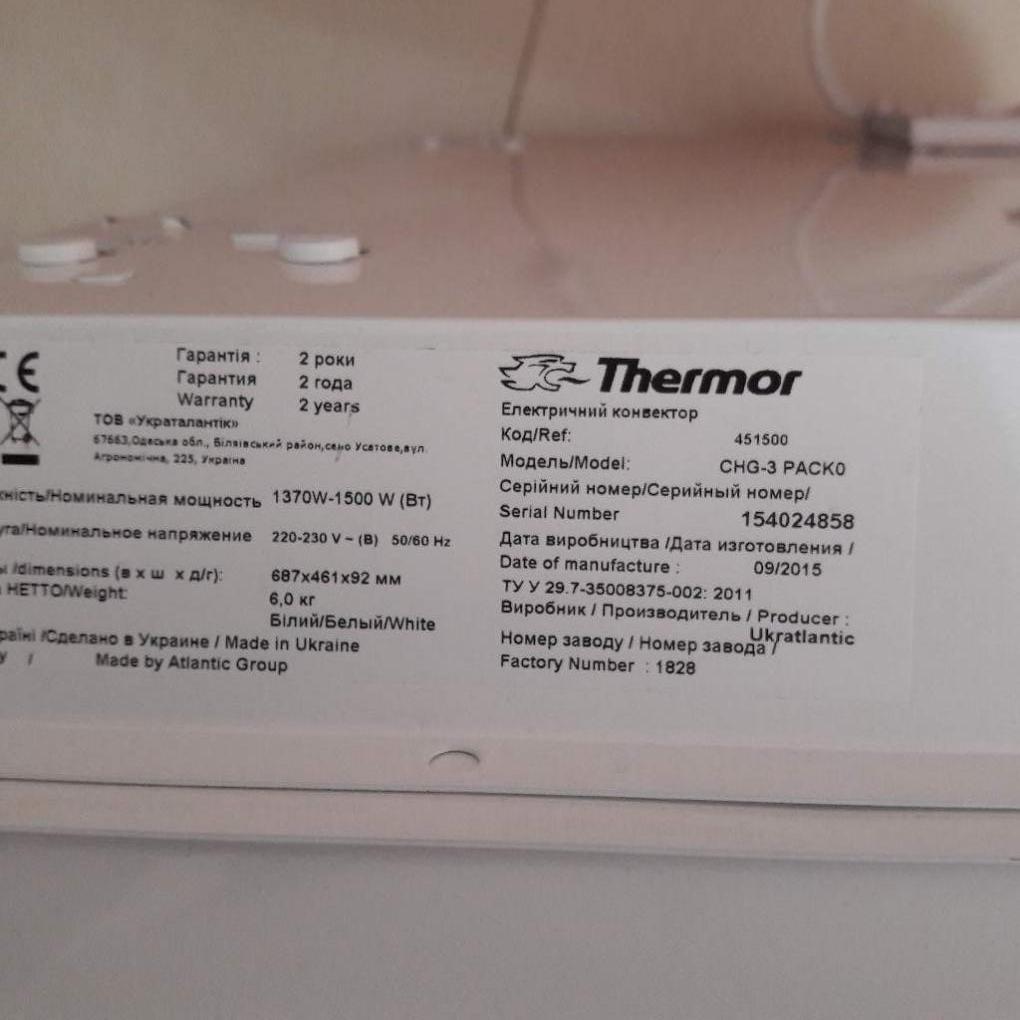 CE
Гарантія : 2 роки
Гарантия 2 года
Warranty 2 years
ТОВ «Украталантік»
67663,Одеська обл., Біляївський район,село Усатове,вул.
Агрономічна, 225, Україна
/Номинальная мощность 1370W-1500 W (Вт)
/Номинальное напряжение 220-230 V ~ (В) 50/60 Hz
/dimensions (в x ш x д/г): 687x461x92 мм
НЕТТО/Weight: 6,0 кг
Білий/Белый/White
/Сделано в Украине / Made in Ukraine
/ Made by Atlantic Group
Thermor
Електричний конвектор
Код/Ref: 451500
Модель/Model: CHG-3 PACK0
Серійний номер/Серийный номер/
Serial Number 154024858
Дата виробництва /Дата изготовления /
Date of manufacture : 09/2015
ТУ У 29.7-35008375-002: 2011
Виробник / Производитель / Producer :
Ukratlantic
Номер заводу / Номер завода /
Factory Number : 1828